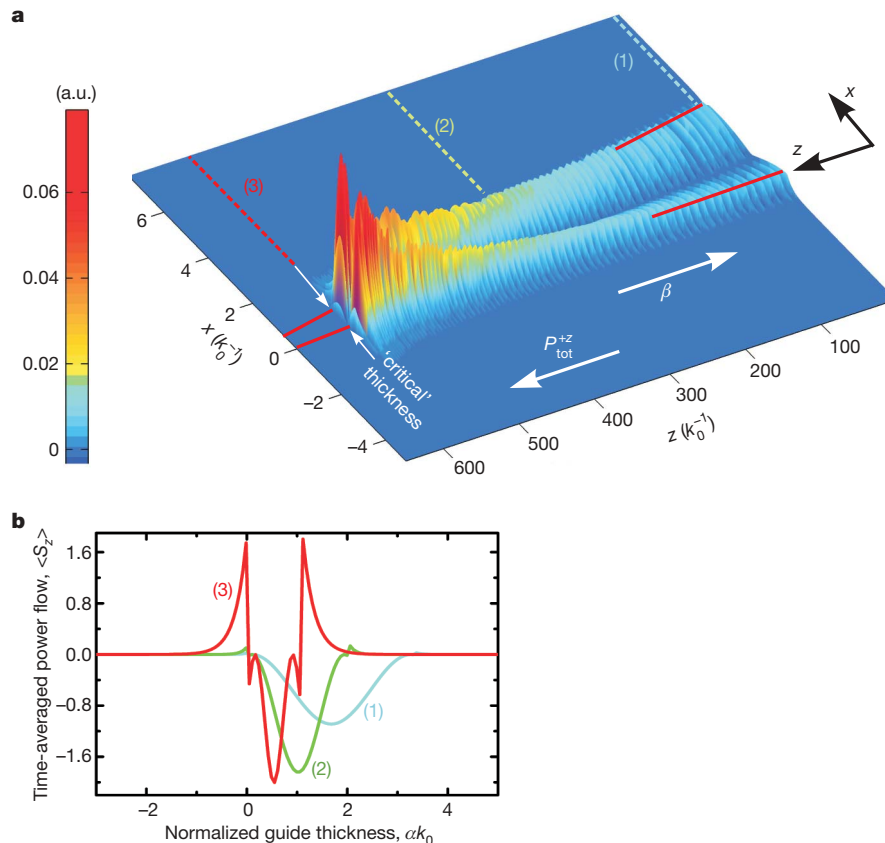 a
(a.u.)
0.06
0.04
0.02
0
(1)
(2)
(3)
x
z
6
4
2
0
−2
−4
x (k₀⁻¹)
'critical'
thickness
β
P⁺ᶻtot
100
200
300
400
500
600
z (k₀⁻¹)
b
Time-averaged power flow, <Sz>
1.6
0.8
0.0
−0.8
−1.6
(3)
(1)
(2)
−2
0
2
4
Normalized guide thickness, αk₀